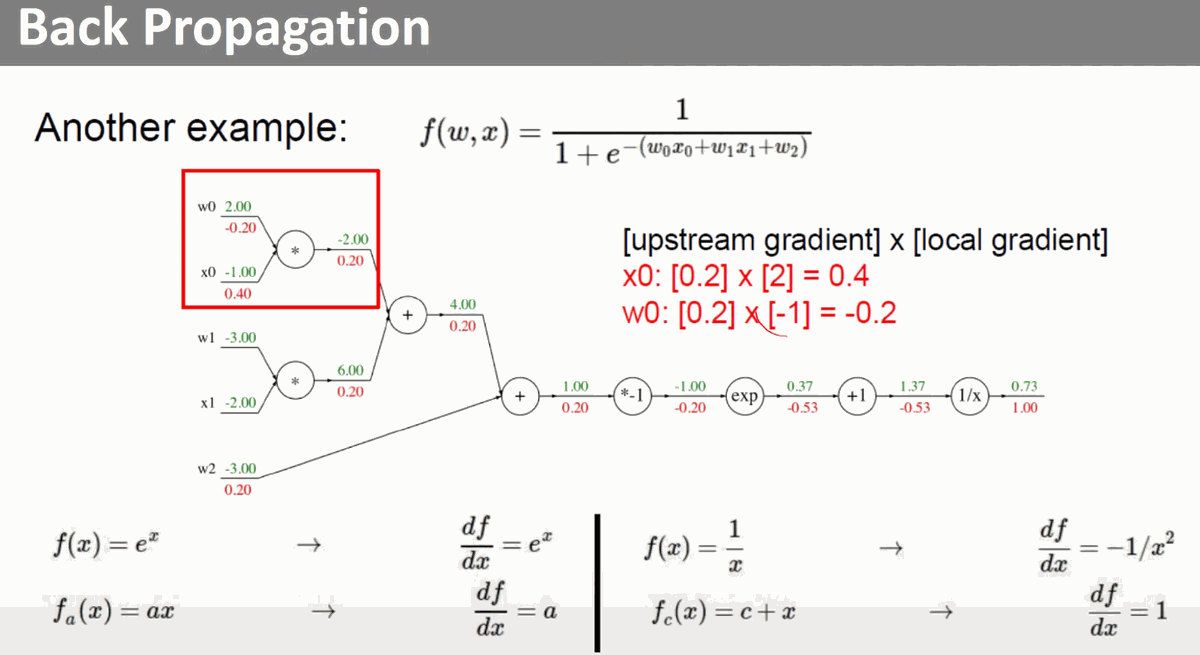 Back Propagation
Another example:
f(w, x) = 1 / (1 + e^−(w₀x₀+w₁x₁+w₂))
[upstream gradient] x [local gradient]
x0: [0.2] x [2] = 0.4
w0: [0.2] x [-1] = -0.2
w0 2.00
-0.20
*
-2.00
0.20
x0 -1.00
0.40
+
4.00
0.20
w1 -3.00
*
6.00
0.20
x1 -2.00
+
1.00
0.20
*-1
-1.00
-0.20
exp
0.37
-0.53
+1
1.37
-0.53
1/x
0.73
1.00
w2 -3.00
0.20
f(x) = eˣ → df/dx = eˣ
fₐ(x) = ax → df/dx = a
f(x) = 1/x → df/dx = −1/x²
f_c(x) = c + x → df/dx = 1